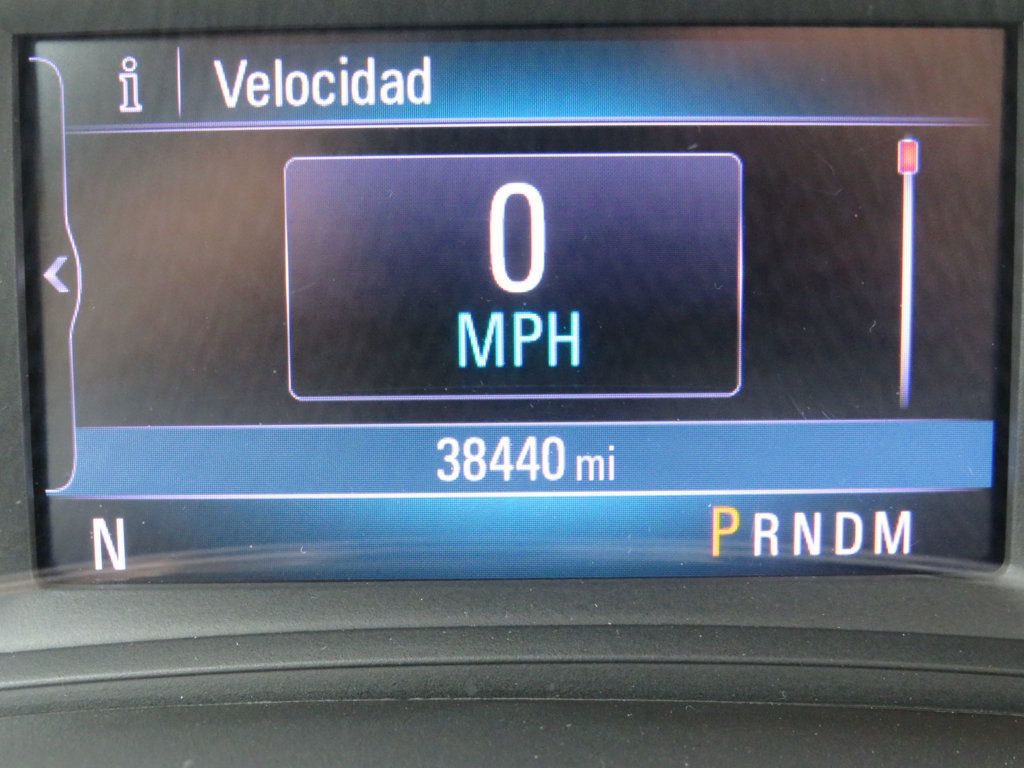 i Velocidad
0
MPH
38440 mi
N PRNDM